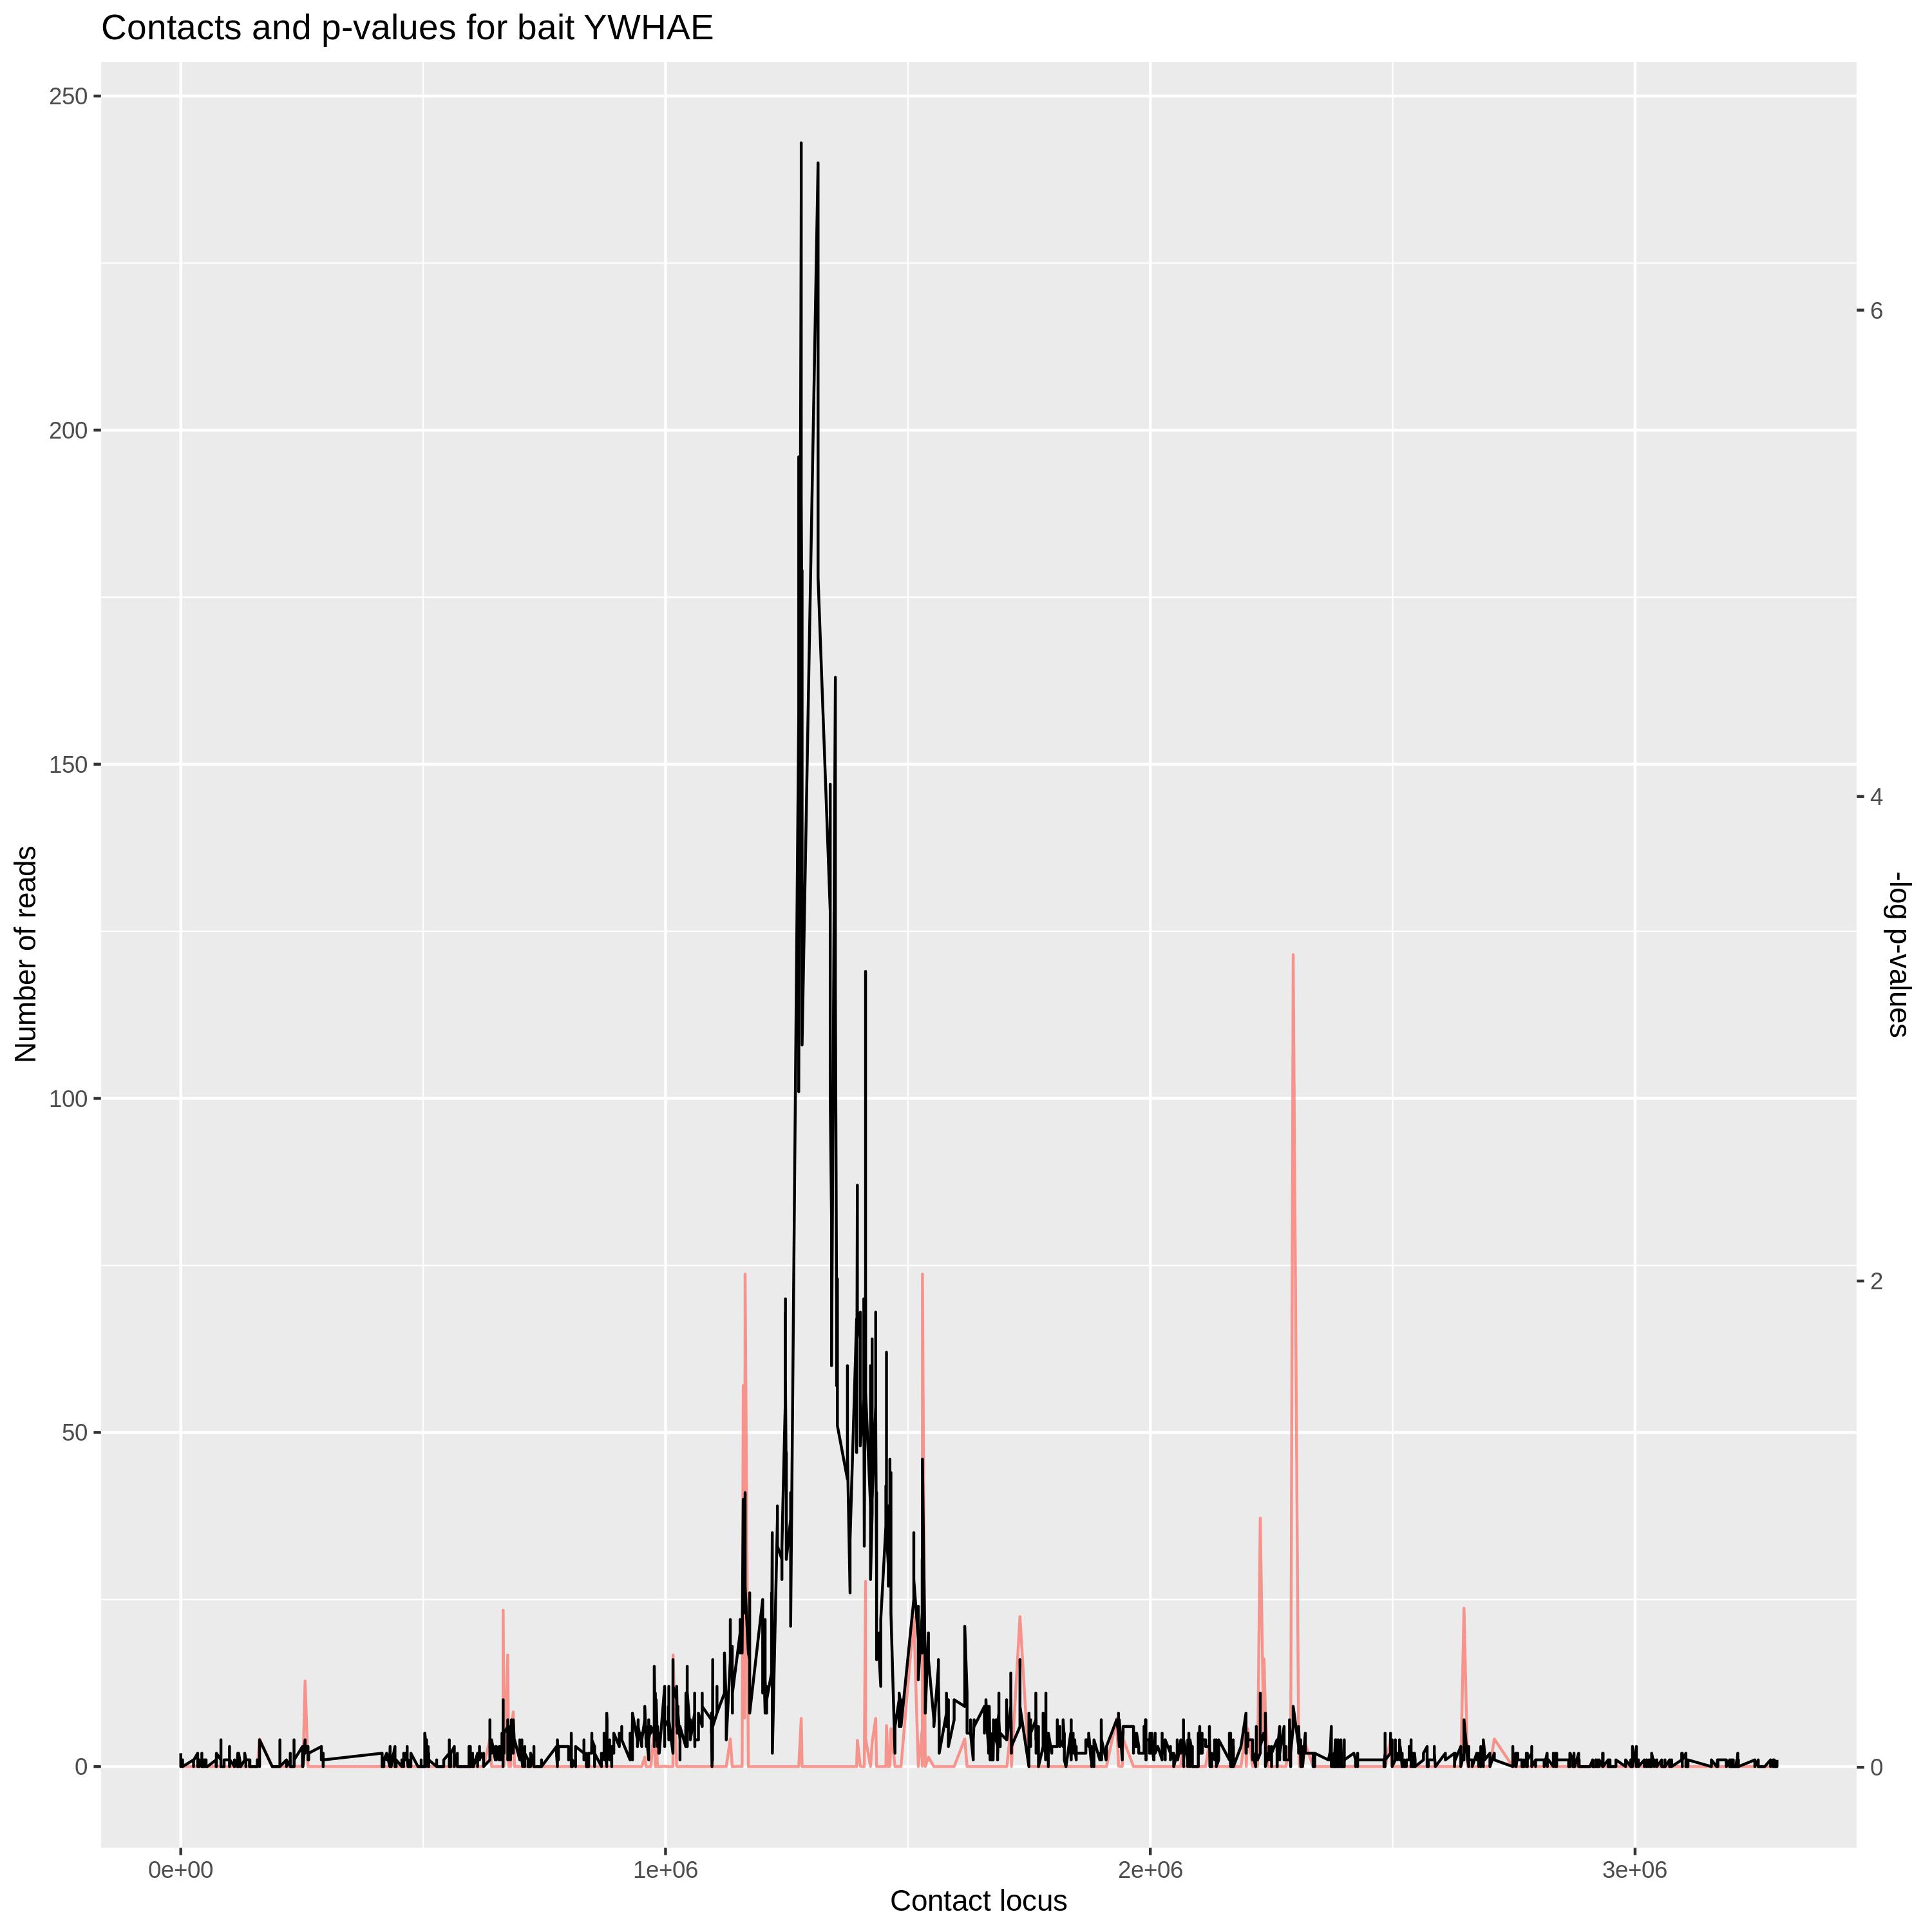 Contacts and p-values for bait YWHAE
250
200
150
100
50
0
Number of reads
6
4
2
0
-log p-values
0e+00
1e+06
2e+06
3e+06
Contact locus